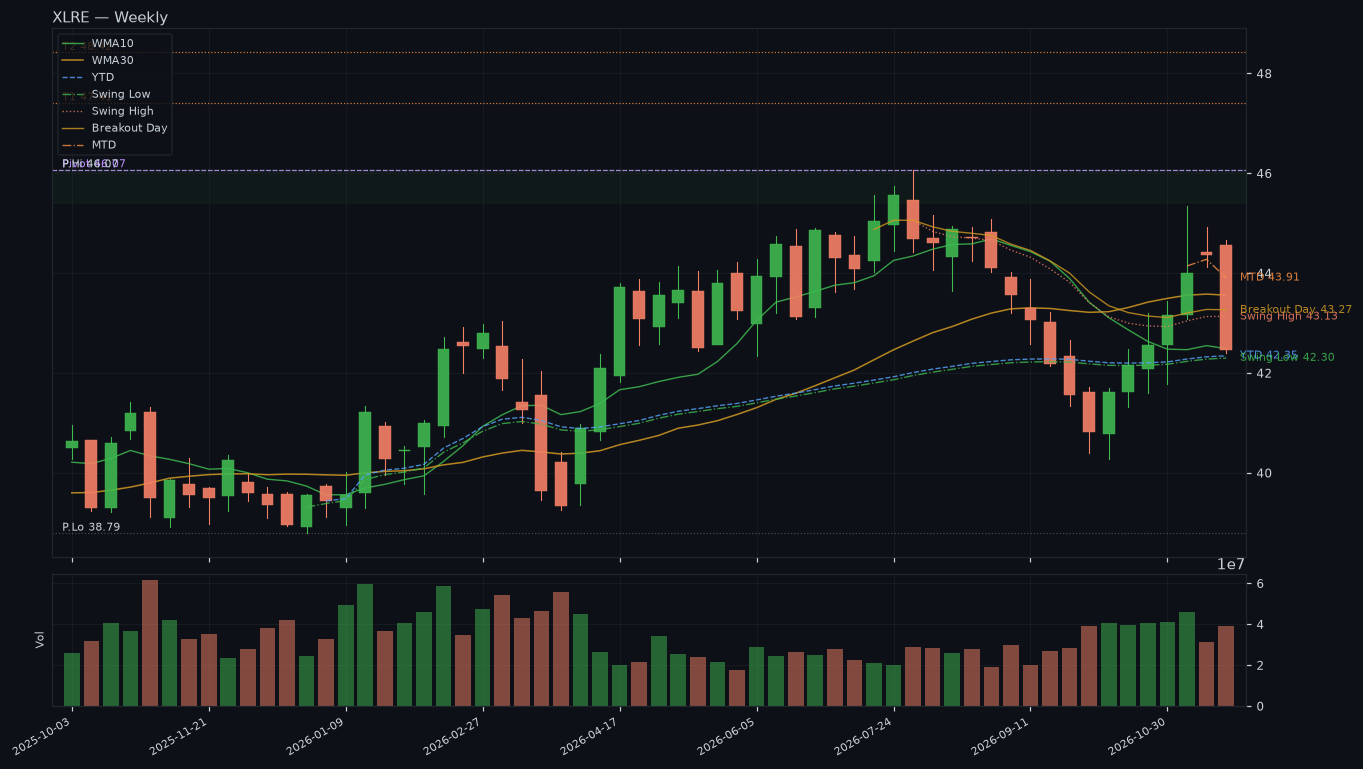 XLRE — Weekly
WMA10
WMA30
YTD
Swing Low
Swing High
Breakout Day
MTD
P.Lo 38.79
48
46
44
42
40
MTD 43.91
Breakout Day 43.27
Swing High 43.13
YTD 42.35
Swing Low 42.30
1e7
Vol
6
4
2
0
2025-10-03
2025-11-21
2026-01-09
2026-02-27
2026-04-17
2026-06-05
2026-07-24
2026-09-11
2026-10-30